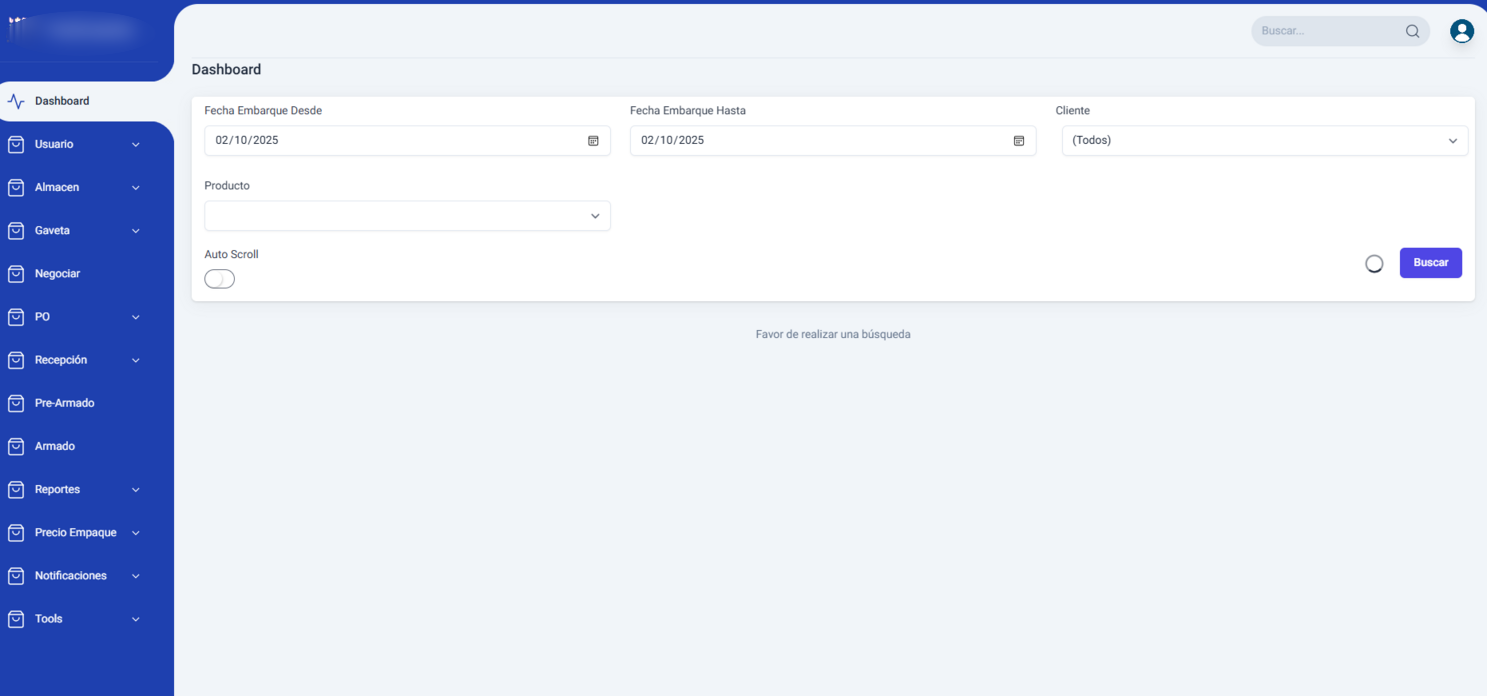 Buscar...
Dashboard
Dashboard
Usuario
Almacen
Gaveta
Negociar
PO
Recepción
Pre-Armado
Armado
Reportes
Precio Empaque
Notificaciones
Tools
Fecha Embarque Desde
Fecha Embarque Hasta
Cliente
02/10/2025
02/10/2025
(Todos)
Producto
Auto Scroll
Buscar
Favor de realizar una búsqueda